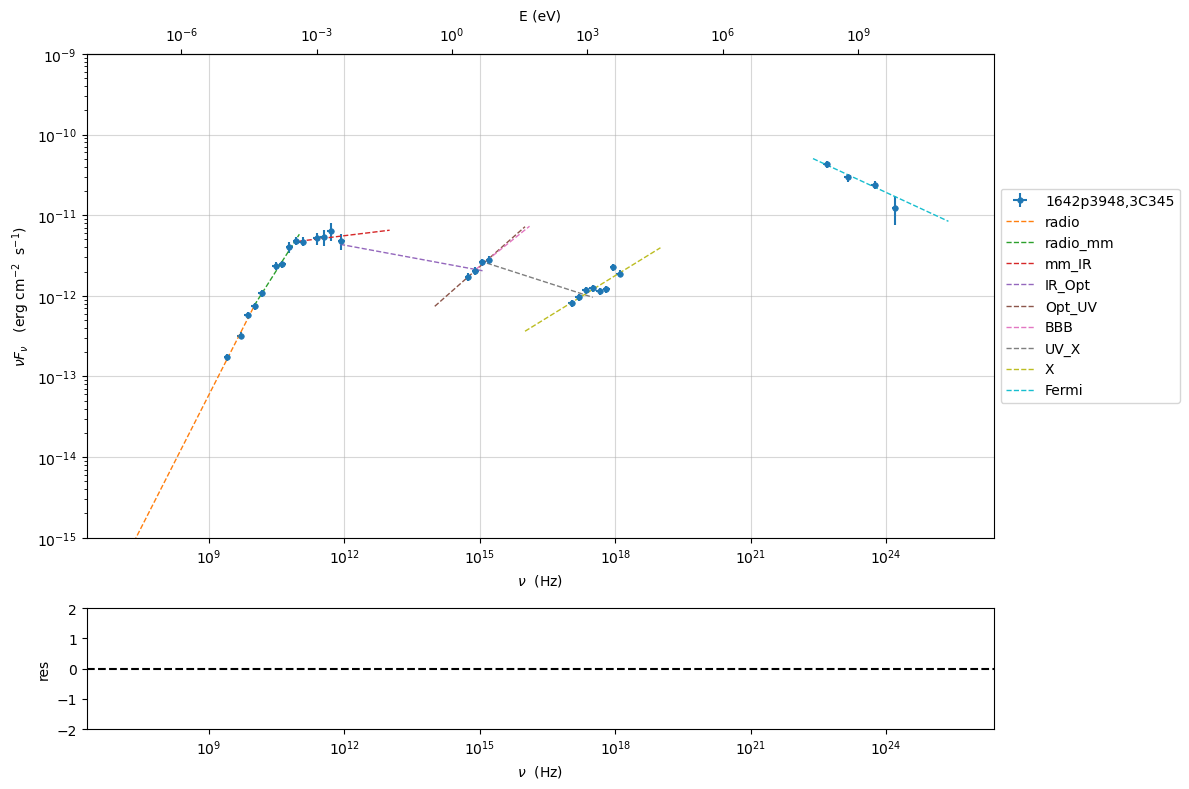 E (eV)
10⁻⁶ 10⁻³ 10⁰ 10³ 10⁶ 10⁹
10⁻⁹
10⁻¹⁰
10⁻¹¹
10⁻¹²
10⁻¹³
10⁻¹⁴
10⁻¹⁵
νFᵥ (erg cm⁻² s⁻¹)
10⁹ 10¹² 10¹⁵ 10¹⁸ 10²¹ 10²⁴
ν (Hz)
1642p3948,3C345
radio
radio_mm
mm_IR
IR_Opt
Opt_UV
BBB
UV_X
X
Fermi
2
1
0
−1
−2
res
10⁹ 10¹² 10¹⁵ 10¹⁸ 10²¹ 10²⁴
ν (Hz)